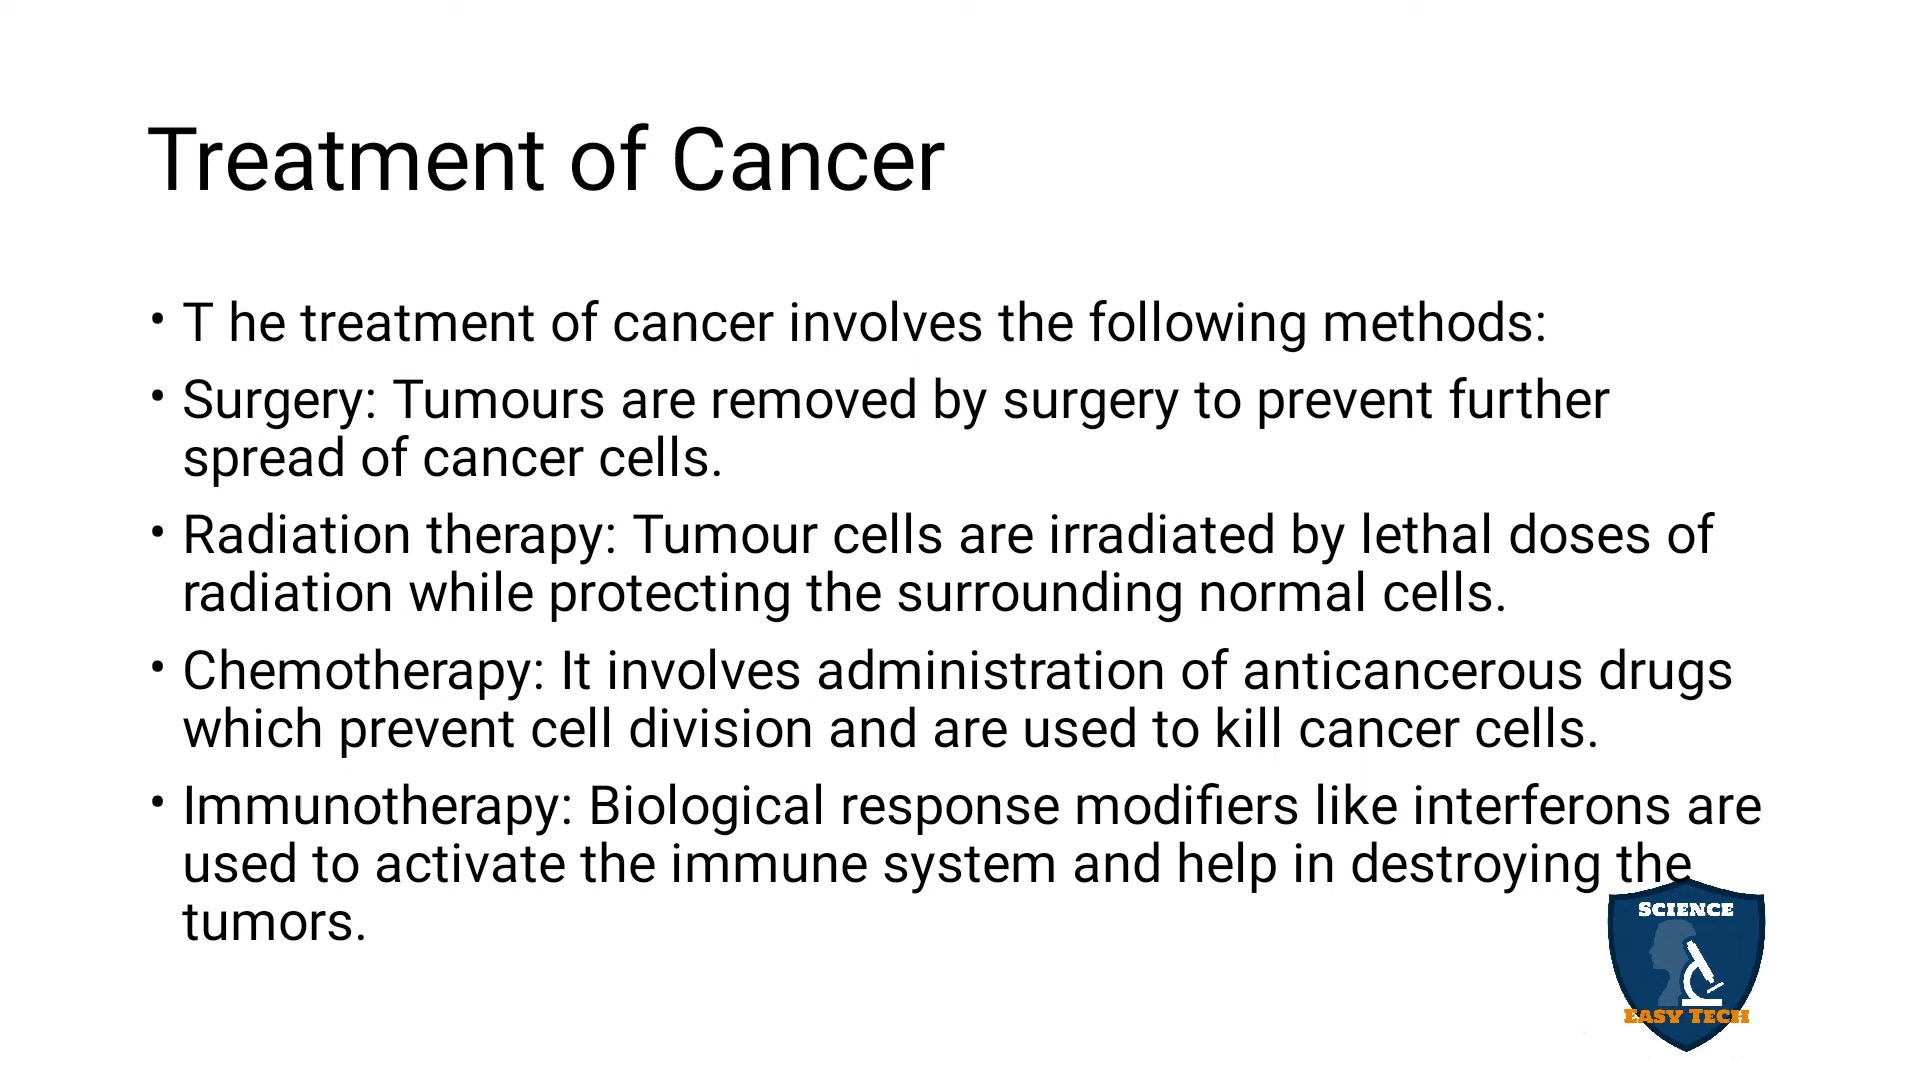 Treatment of Cancer
• T he treatment of cancer involves the following methods:
• Surgery: Tumours are removed by surgery to prevent further
spread of cancer cells.
• Radiation therapy: Tumour cells are irradiated by lethal doses of
radiation while protecting the surrounding normal cells.
• Chemotherapy: It involves administration of anticancerous drugs
which prevent cell division and are used to kill cancer cells.
• Immunotherapy: Biological response modifiers like interferons are
used to activate the immune system and help in destroying the
tumors.
SCIENCE
EASY TECH